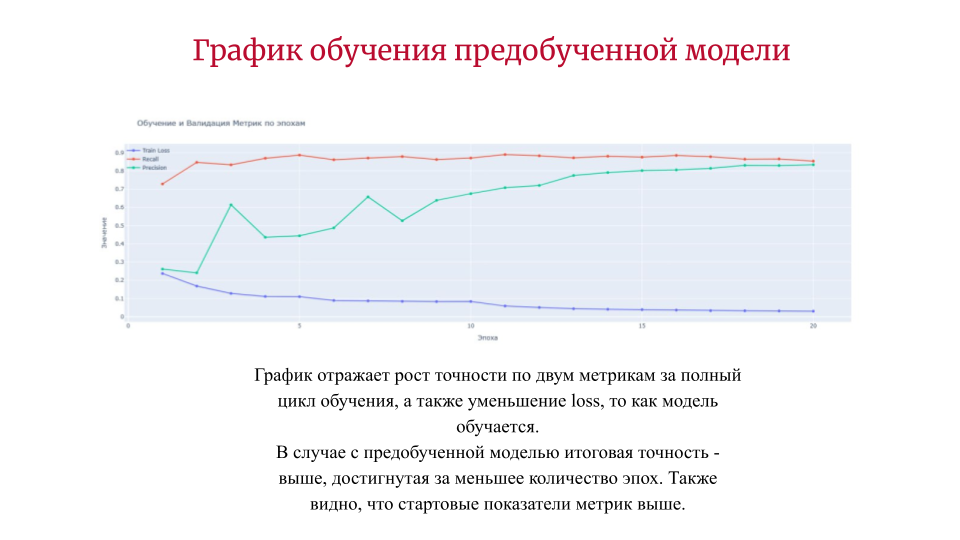 График обучения предобученной модели
Обучение и Валидация Метрик по эпохам
Train Loss
Recall
Precision
0.9
0.8
0.7
0.6
0.5
0.4
0.3
0.2
0.1
0
Значение
0 5 10 15 20
Эпоха
График отражает рост точности по двум метрикам за полный
цикл обучения, а также уменьшение loss, то как модель
обучается.
В случае с предобученной моделью итоговая точность -
выше, достигнутая за меньшее количество эпох. Также
видно, что стартовые показатели метрик выше.